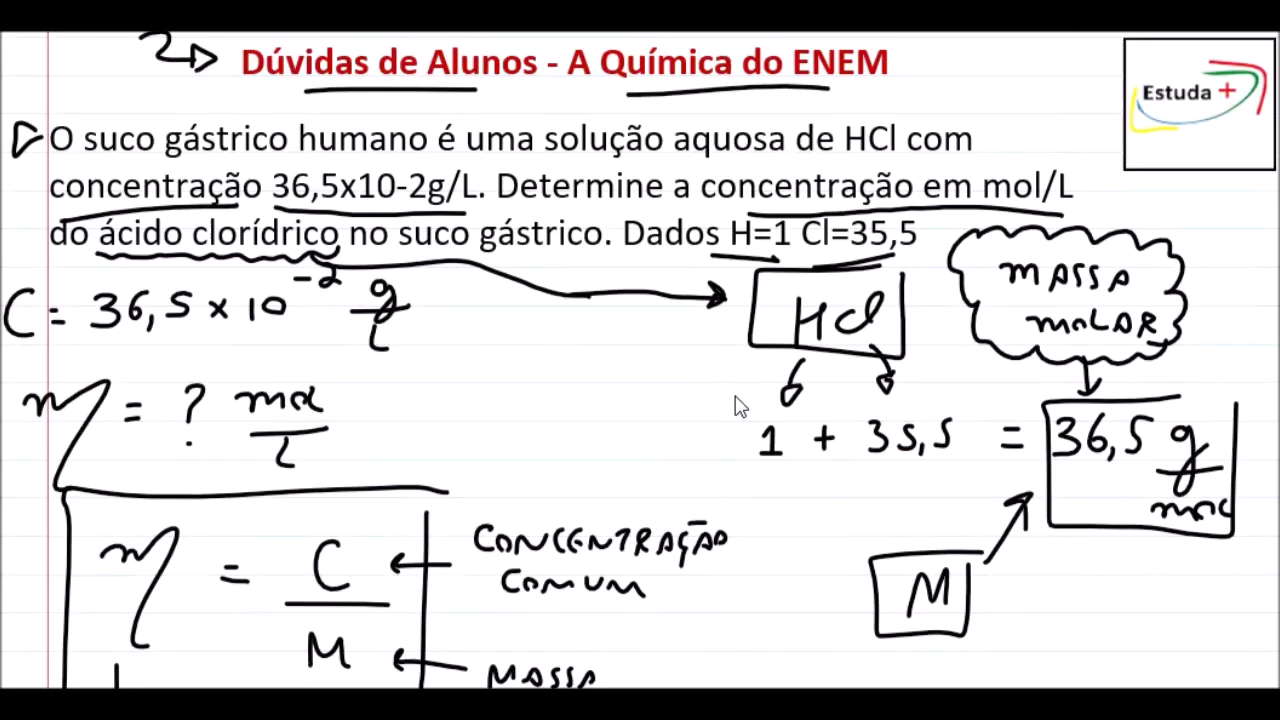 Dúvidas de Alunos - A Química do ENEM
Estuda +
O suco gástrico humano é uma solução aquosa de HCl com
concentração 36,5x10-2g/L. Determine a concentração em mol/L
do ácido clorídrico no suco gástrico. Dados H=1 Cl=35,5
C = 36,5 x 10⁻² g/L
HCl
MASSA
MOLAR
η = ? mol/L
1 + 35,5 = 36,5 g/mol
η = C/M
CONCENTRAÇÃO
COMUM
M
MASSA